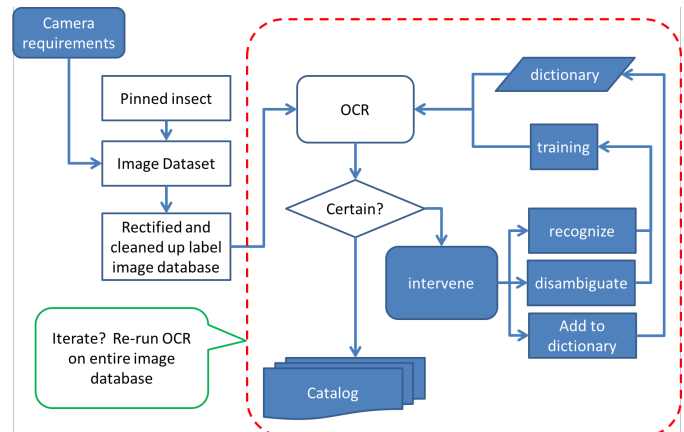 Camera
requirements
Pinned insect
Image Dataset
Rectified and
cleaned up label
image database
Iterate?  Re-run OCR
on entire image
database
OCR
Certain?
Catalog
intervene
dictionary
training
recognize
disambiguate
Add to
dictionary